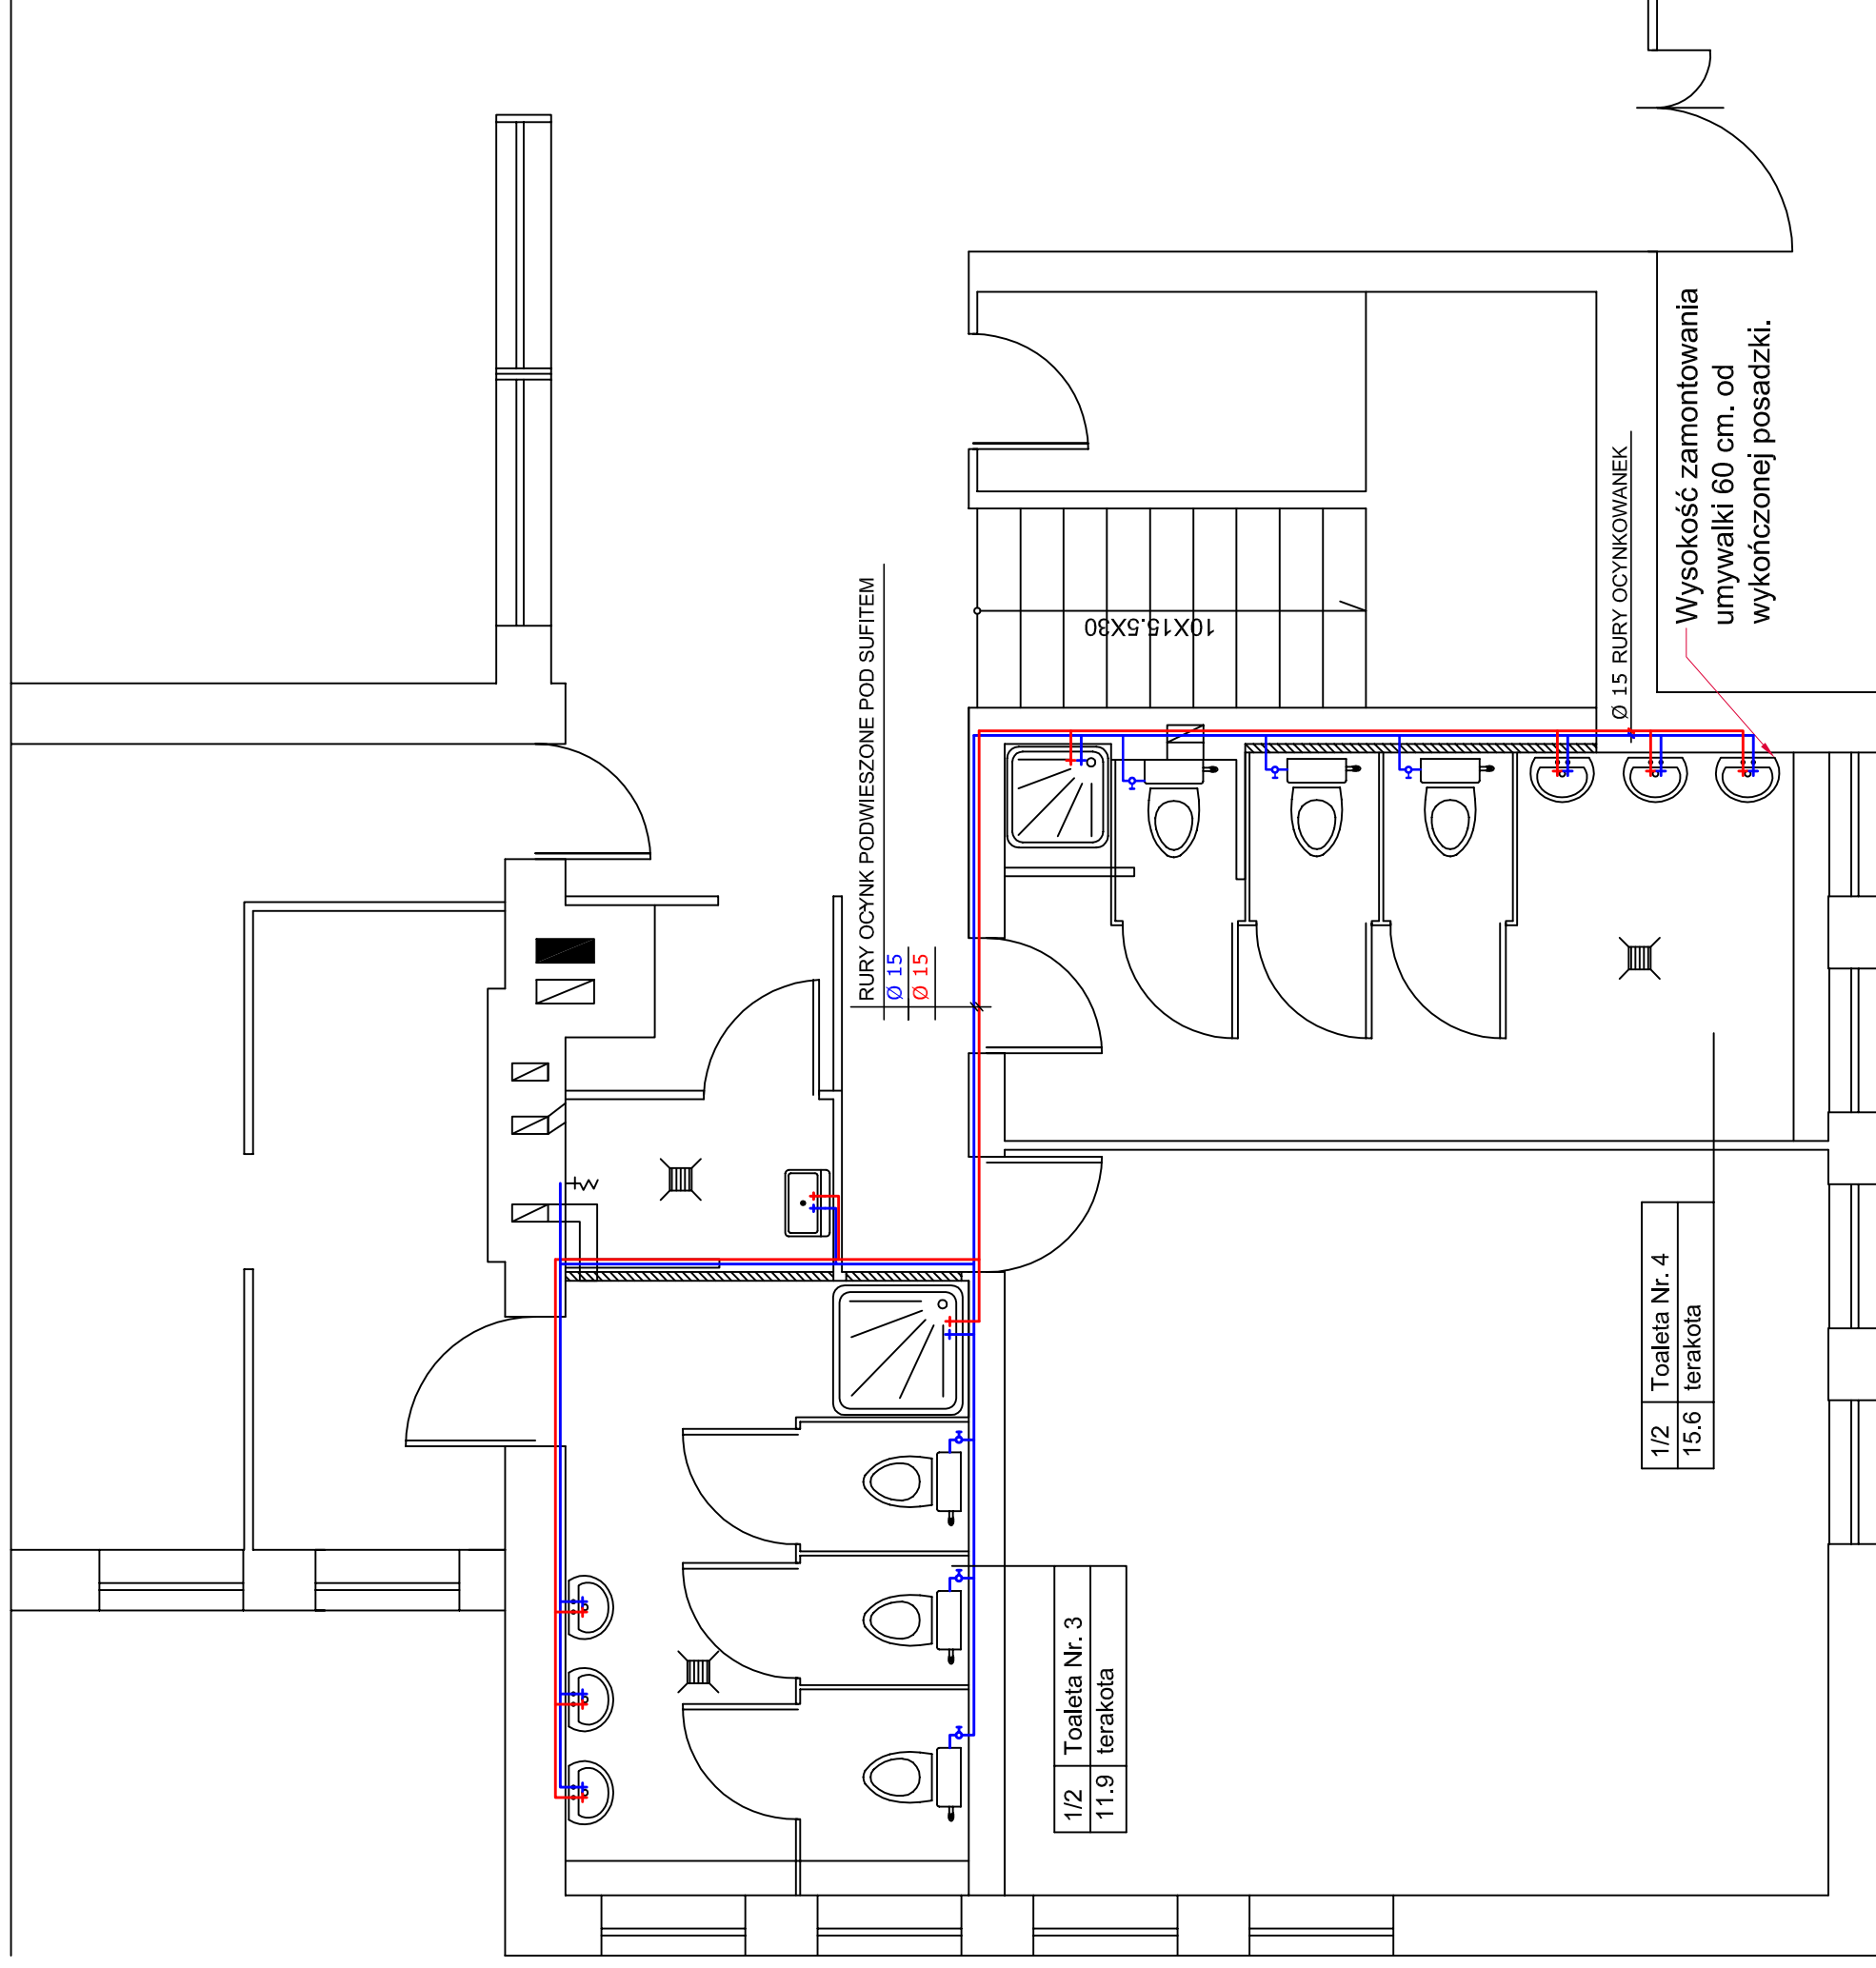 RURY OCYNK PODWIESZONE POD SUFITEM
Ø 15
Ø 15
10X15.5X30
Ø 15 RURY OCYNKOWANEK
Wysokość zamontowania
umywalki 60 cm. od
wykończonej posadzki.
1/2 Toaleta Nr. 4
15.6 terakota
1/2 Toaleta Nr. 3
11.9 terakota